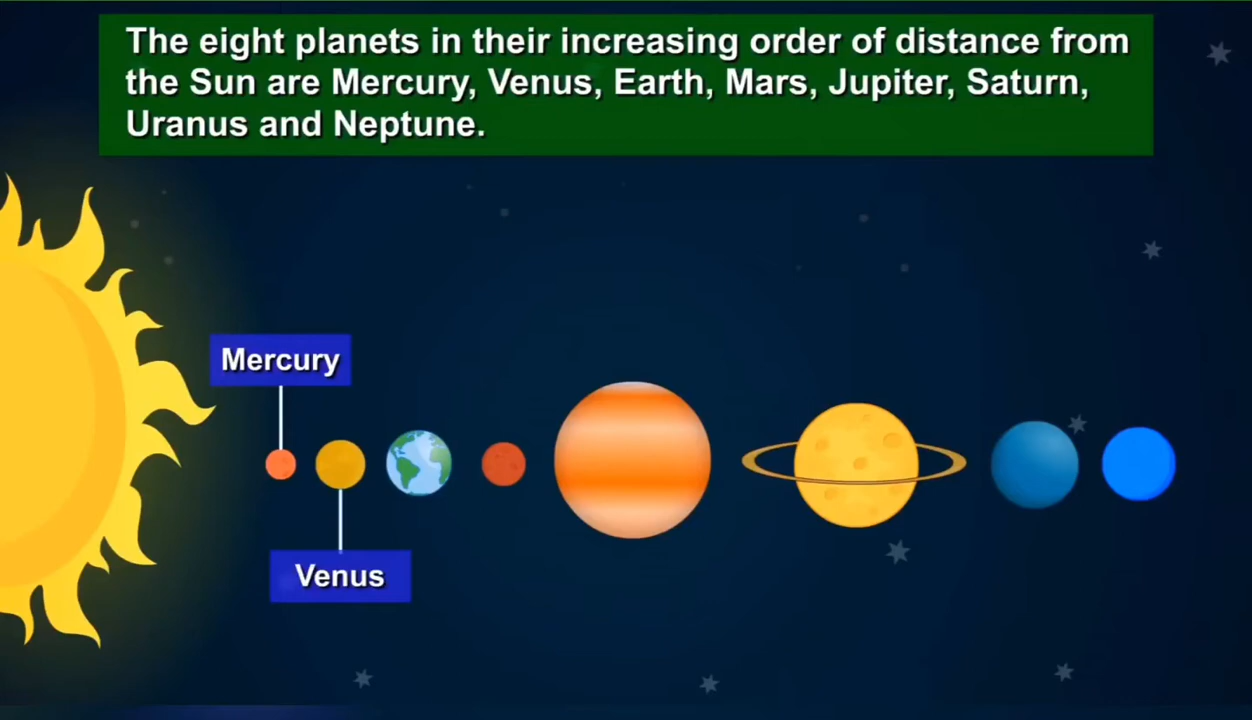 The eight planets in their increasing order of distance from
the Sun are Mercury, Venus, Earth, Mars, Jupiter, Saturn,
Uranus and Neptune.
Mercury
Venus